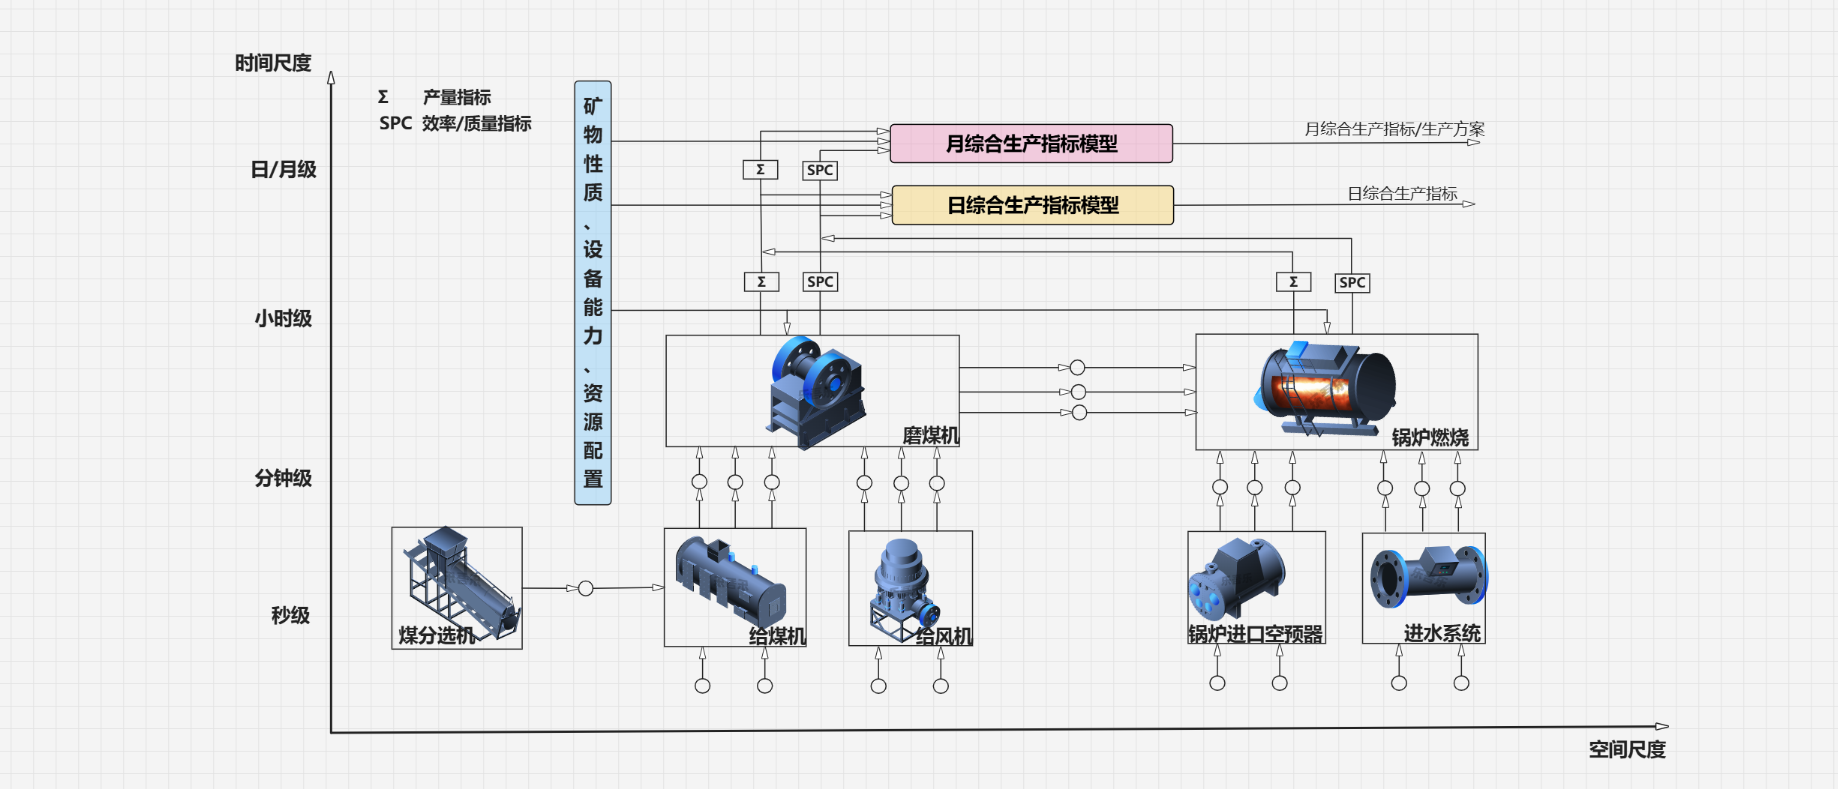 时间尺度
Σ 产量指标
SPC 效率/质量指标
日/月级
小时级
分钟级
秒级
矿物性质、设备能力、资源配置
月综合生产指标模型
月综合生产指标/生产方案
Σ
SPC
日综合生产指标模型
日综合生产指标
Σ
SPC
Σ
SPC
磨煤机
锅炉燃烧
煤分选机
给煤机
给风机
锅炉进口空预器
进水系统
空间尺度